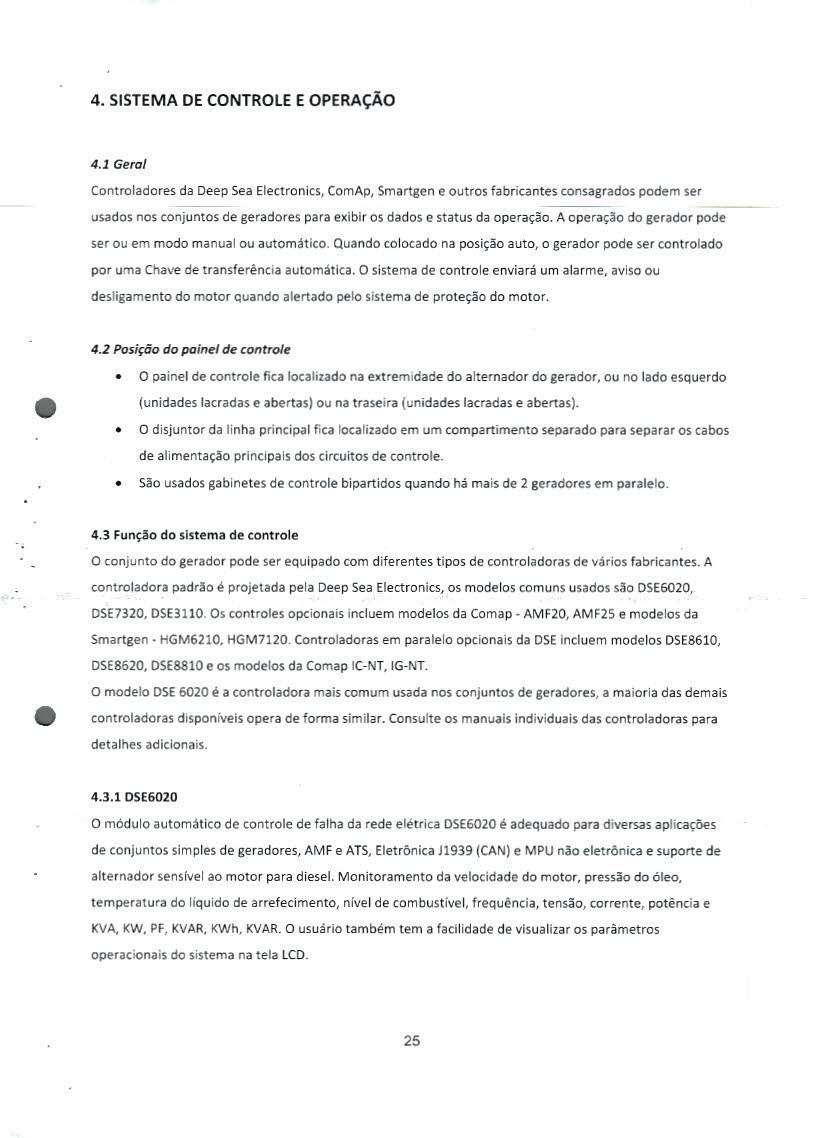 4. SISTEMA DE CONTROLE E OPERAÇÃO
4.1 Geral
Controladores da Deep Sea Electronics, ComAp, Smartgen e outros fabricantes consagrados podem ser
usados nos conjuntos de geradores para exibir os dados e status da operação. A operação do gerador pode
ser ou em modo manual ou automático. Quando colocado na posição auto, o gerador pode ser controlado
por uma Chave de transferência automática. O sistema de controle enviará um alarme, aviso ou
desligamento do motor quando alertado pelo sistema de proteção do motor.
4.2 Posição do painel de controle
• O painel de controle fica localizado na extremidade do alternador do gerador, ou no lado esquerdo
(unidades lacradas e abertas) ou na traseira (unidades lacradas e abertas).
• O disjuntor da linha principal fica localizado em um compartimento separado para separar os cabos
de alimentação principais dos circuitos de controle.
• São usados gabinetes de controle bipartidos quando há mais de 2 geradores em paralelo.
4.3 Função do sistema de controle
O conjunto do gerador pode ser equipado com diferentes tipos de controladoras de vários fabricantes. A
controladora padrão é projetada pela Deep Sea Electronics, os modelos comuns usados são DSE6020,
DSE7320, DSE3110. Os controles opcionais incluem modelos da Comap - AMF20, AMF25 e modelos da
Smartgen - HGM6210, HGM7120. Controladoras em paralelo opcionais da DSE incluem modelos DSE8610,
DSE8620, DSE8810 e os modelos da Comap IC-NT, IG-NT.
O modelo DSE 6020 é a controladora mais comum usada nos conjuntos de geradores, a maioria das demais
controladoras disponíveis opera de forma similar. Consulte os manuais individuais das controladoras para
detalhes adicionais.
4.3.1 DSE6020
O módulo automático de controle de falha da rede elétrica DSE6020 é adequado para diversas aplicações
de conjuntos simples de geradores, AMF e ATS, Eletrônica J1939 (CAN) e MPU não eletrônica e suporte de
alternador sensível ao motor para diesel. Monitoramento da velocidade do motor, pressão do óleo,
temperatura do líquido de arrefecimento, nível de combustível, frequência, tensão, corrente, potência e
KVA, KW, PF, KVAR, KWh, KVAR. O usuário também tem a facilidade de visualizar os parâmetros
operacionais do sistema na tela LCD.
25